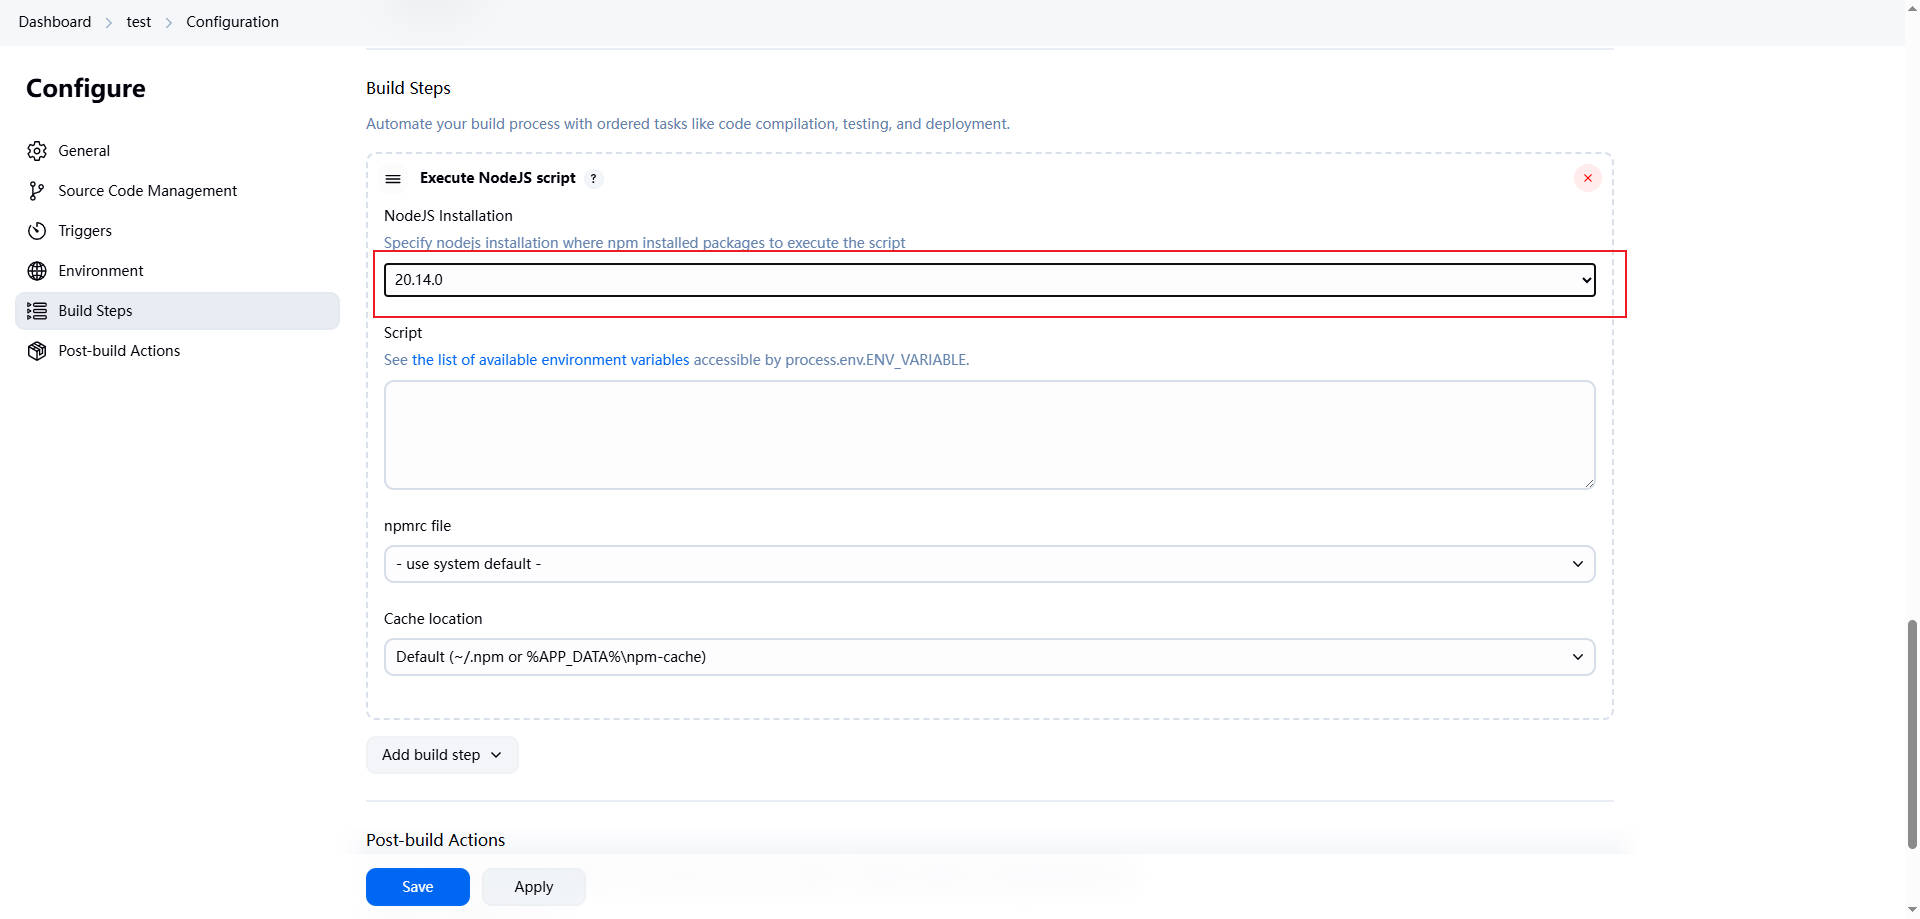 Dashboard
test
Configuration
Configure
General
Source Code Management
Triggers
Environment
Build Steps
Post-build Actions
Build Steps
Automate your build process with ordered tasks like code compilation, testing, and deployment.
Execute NodeJS script ?
NodeJS Installation
Specify nodejs installation where npm installed packages to execute the script
20.14.0
Script
See the list of available environment variables accessible by process.env.ENV_VARIABLE.
npmrc file
- use system default -
Cache location
Default (~/.npm or %APP_DATA%\npm-cache)
Add build step
Post-build Actions
Save
Apply